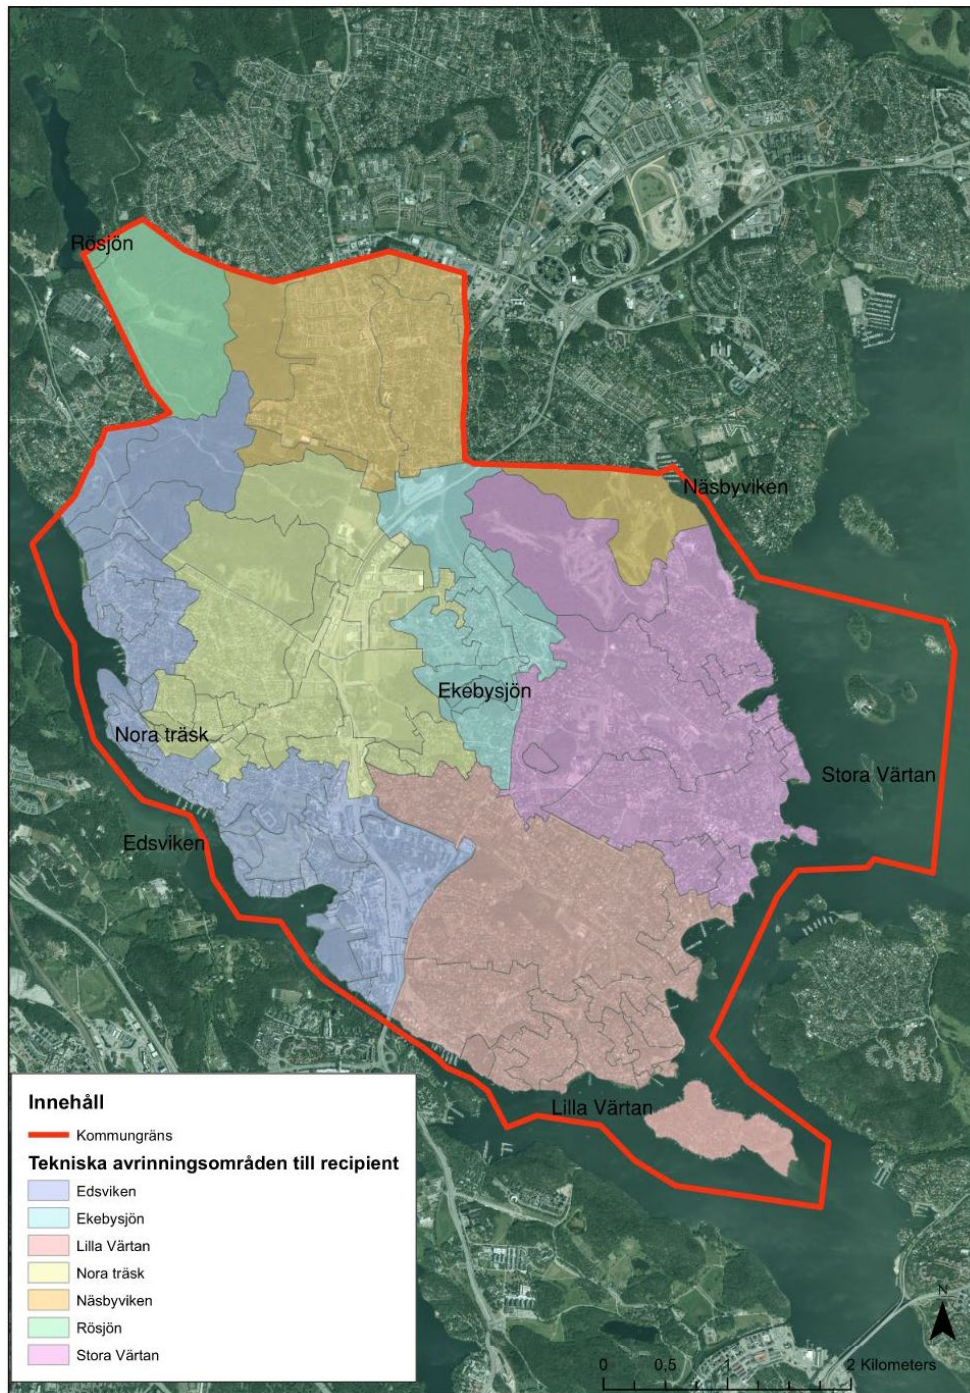 Rösjön
Näsbyviken
Ekebysjön
Nora träsk
Stora Värtan
Edsviken
Lilla Värtan
Innehåll
Kommungräns
Tekniska avrinningsområden till recipient
Edsviken
Ekebysjön
Lilla Värtan
Nora träsk
Näsbyviken
Rösjön
Stora Värtan
N
0 0,5 1 2 Kilometers